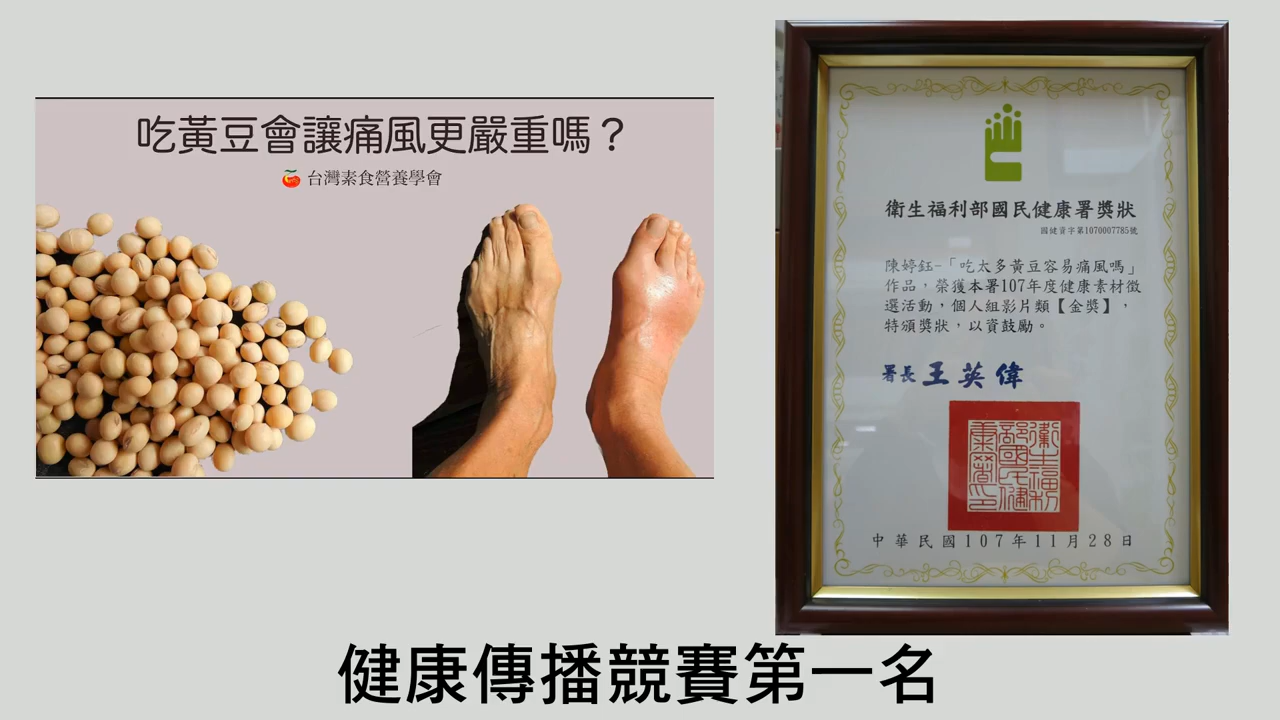 吃黃豆會讓痛風更嚴重嗎？
台灣素食營養學會
衛生福利部國民健康署獎狀
國健資字第1070007785號
陳婷鈺-「吃太多黃豆容易痛風嗎」
作品，榮獲本署107年度健康素材徵
選活動，個人組影片類【金獎】，
特頒獎狀，以資鼓勵。
署長 王英偉
中華民國107年11月28日
健康傳播競賽第一名